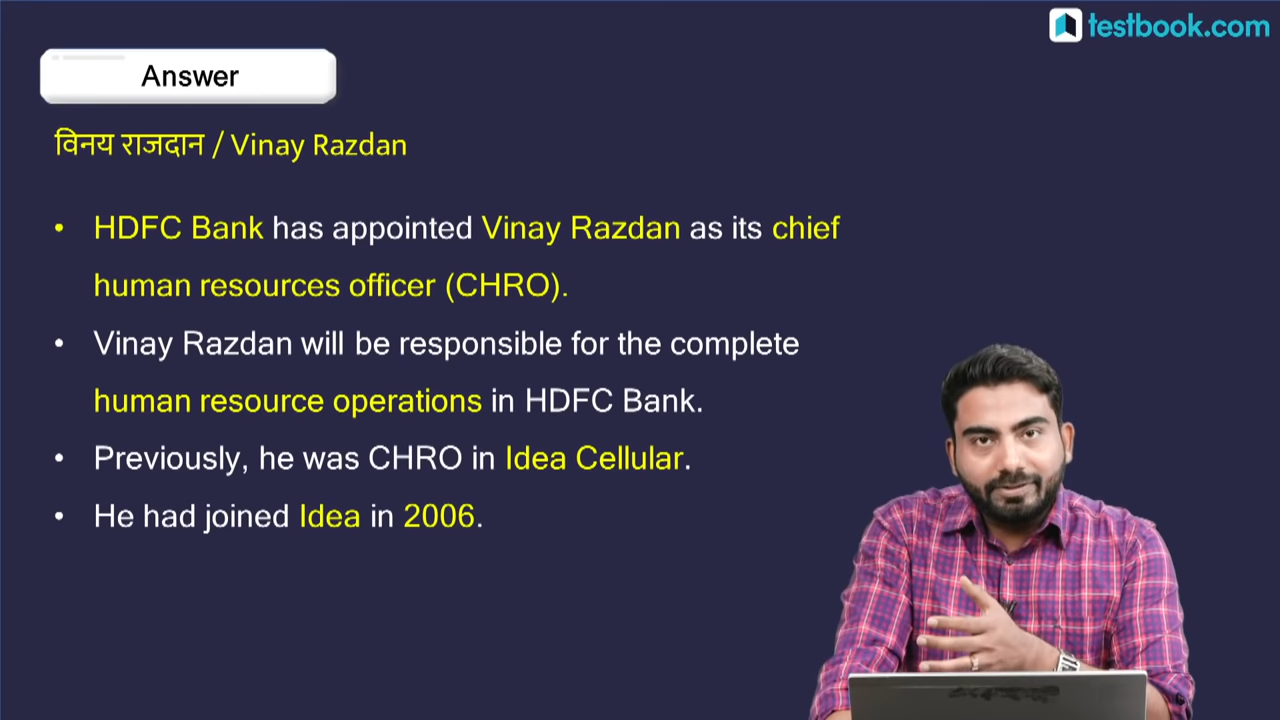 testbook.com
Answer
विनय राजदान / Vinay Razdan
• HDFC Bank has appointed Vinay Razdan as its chief
human resources officer (CHRO).
• Vinay Razdan will be responsible for the complete
human resource operations in HDFC Bank.
• Previously, he was CHRO in Idea Cellular.
• He had joined Idea in 2006.